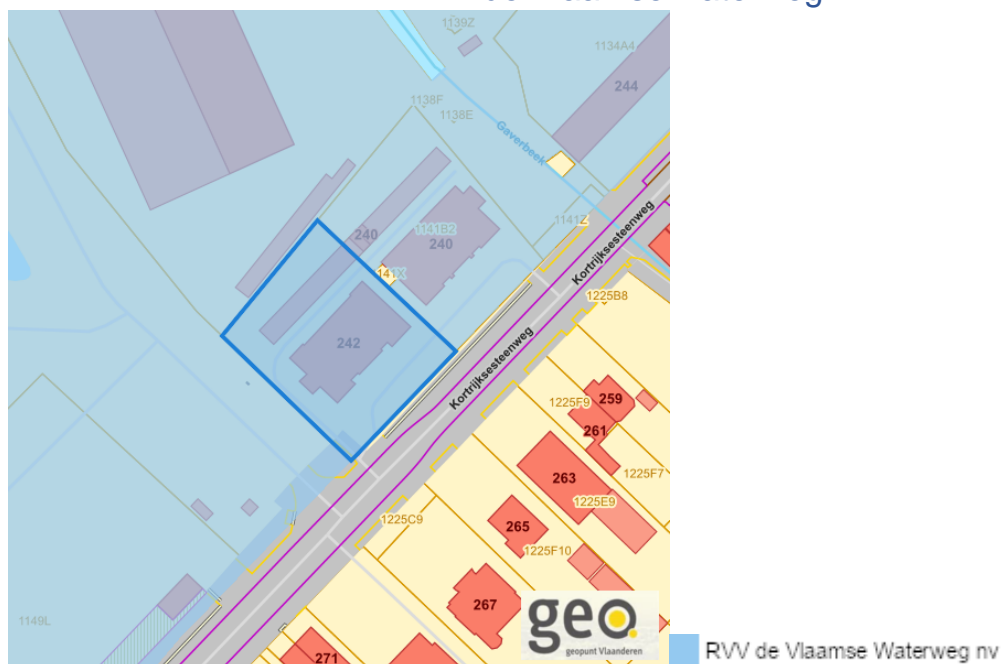 1139Z
1134A4
244
1138F
1138E
Gaverbeek
1141Z
240
1141B2
240
Kortrijksesteenweg
141X
1225B8
242
Kortrijksesteenweg
259
1225F9
261
263
1225F7
1225E9
1225C9
265
1225F10
267
1149L
271
geo
geopunt Vlaanderen
RVV de Vlaamse Waterweg nv